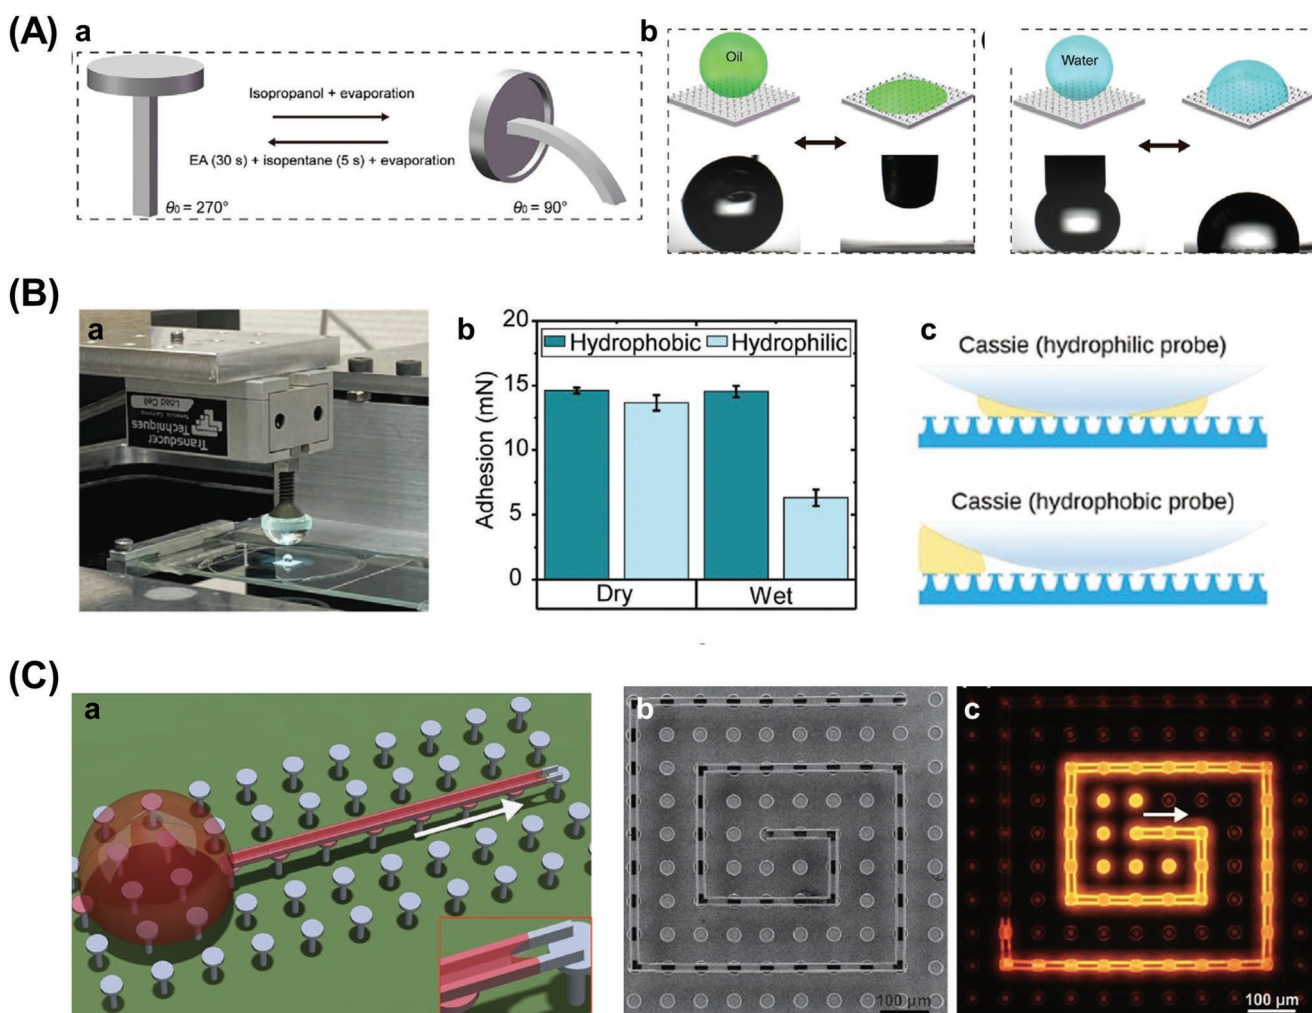 (A)
a
Isopropanol + evaporation
EA (30 s) + isopentane (5 s) + evaporation
θ₀ = 270°
θ₀ = 90°
b
Oil
Water
(B)
a
Transducer
Techniques
Load Cell
b
20
15
10
5
0
Adhesion (mN)
Hydrophobic
Hydrophilic
Dry
Wet
c
Cassie (hydrophilic probe)
Cassie (hydrophobic probe)
(C)
a
b
100 μm
c
100 μm